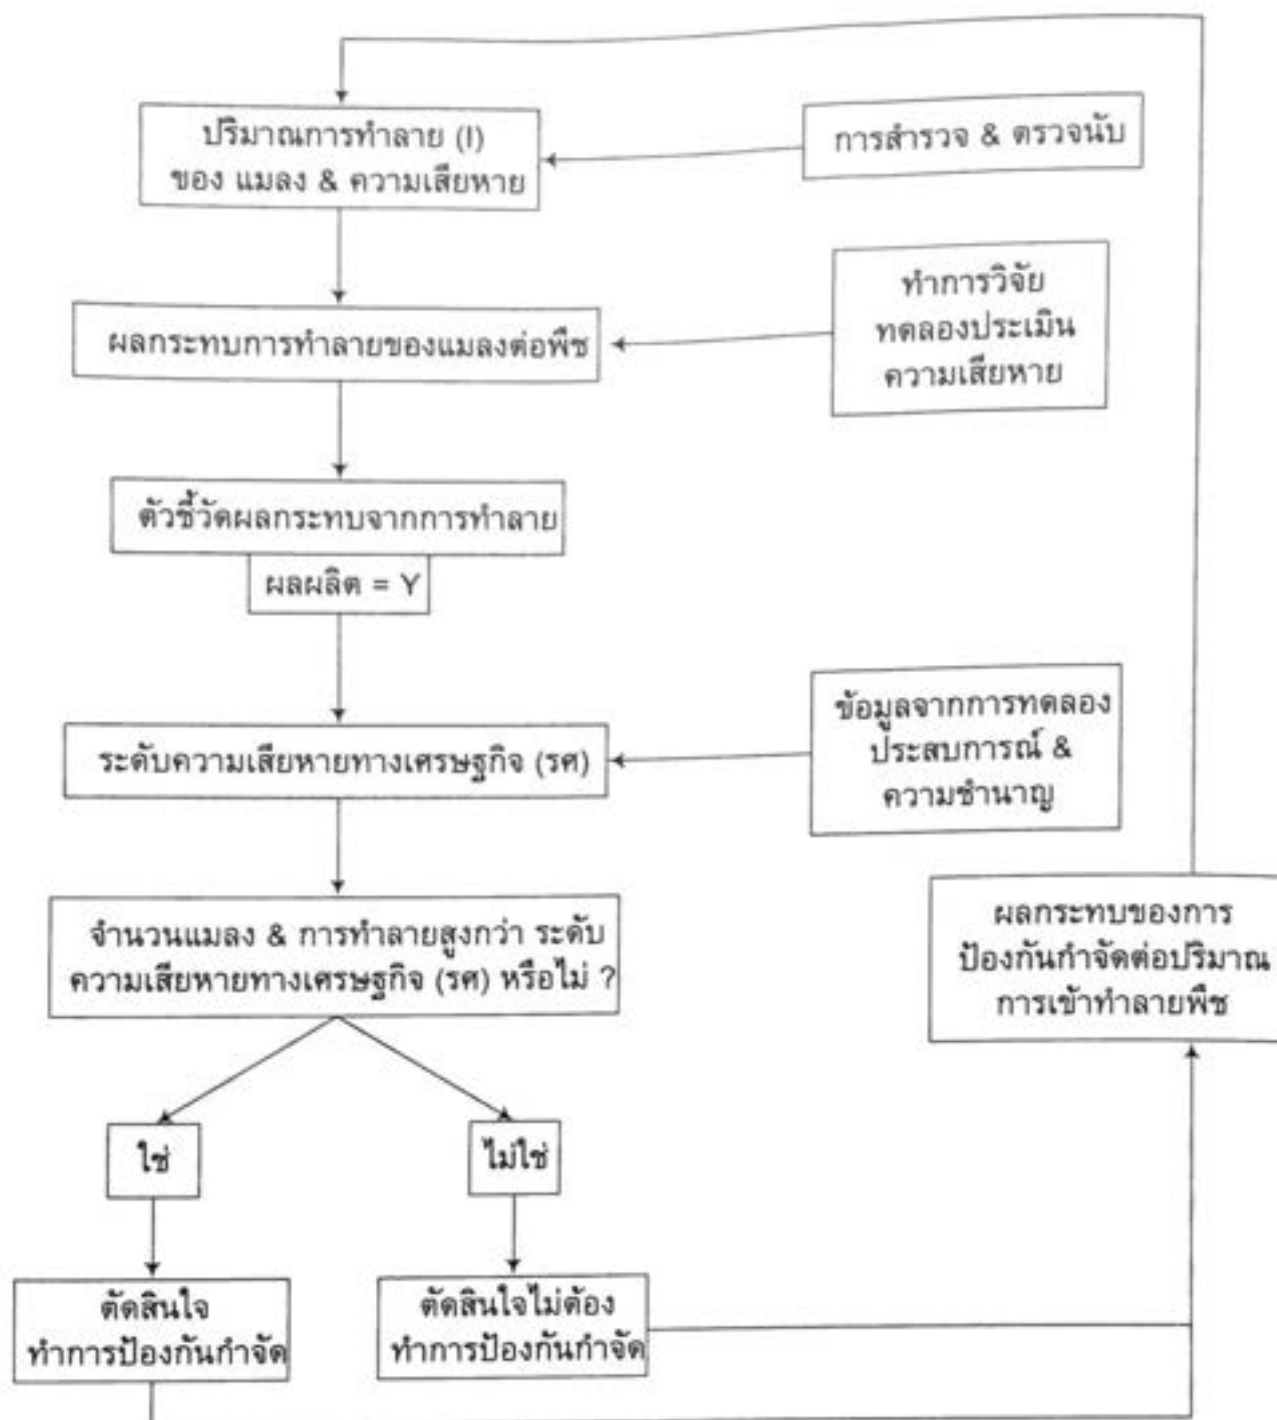 ปริมาณการทำลาย (I)
ของ แมลง & ความเสียหาย
การสำรวจ & ตรวจนับ
ทำการวิจัย
ทดลองประเมิน
ความเสียหาย
ผลกระทบการทำลายของแมลงต่อพืช
ตัวชี้วัดผลกระทบจากการทำลาย
ผลผลิต = Y
ข้อมูลจากการทดลอง
ประสบการณ์ &
ความชำนาญ
ระดับความเสียหายทางเศรษฐกิจ (รศ)
จำนวนแมลง & การทำลายสูงกว่า ระดับ
ความเสียหายทางเศรษฐกิจ (รศ) หรือไม่ ?
ผลกระทบของการ
ป้องกันกำจัดต่อปริมาณ
การเข้าทำลายพืช
ใช่
ไม่ใช่
ตัดสินใจ
ทำการป้องกันกำจัด
ตัดสินใจไม่ต้อง
ทำการป้องกันกำจัด